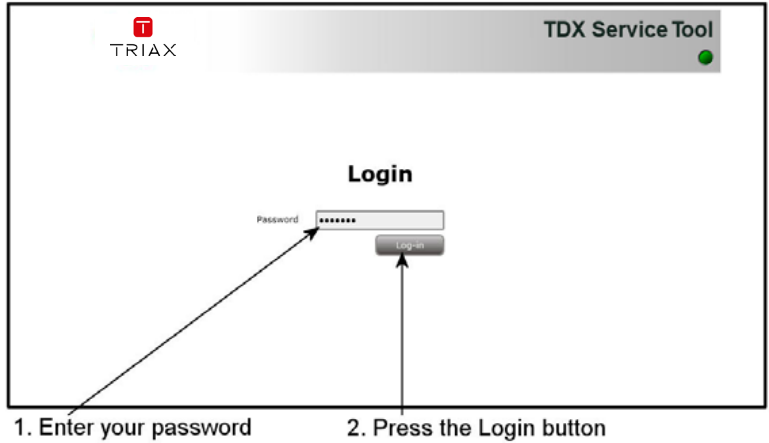 TRIAX
TDX Service Tool
Login
Password •••••••
Log-in
1. Enter your password
2. Press the Login button